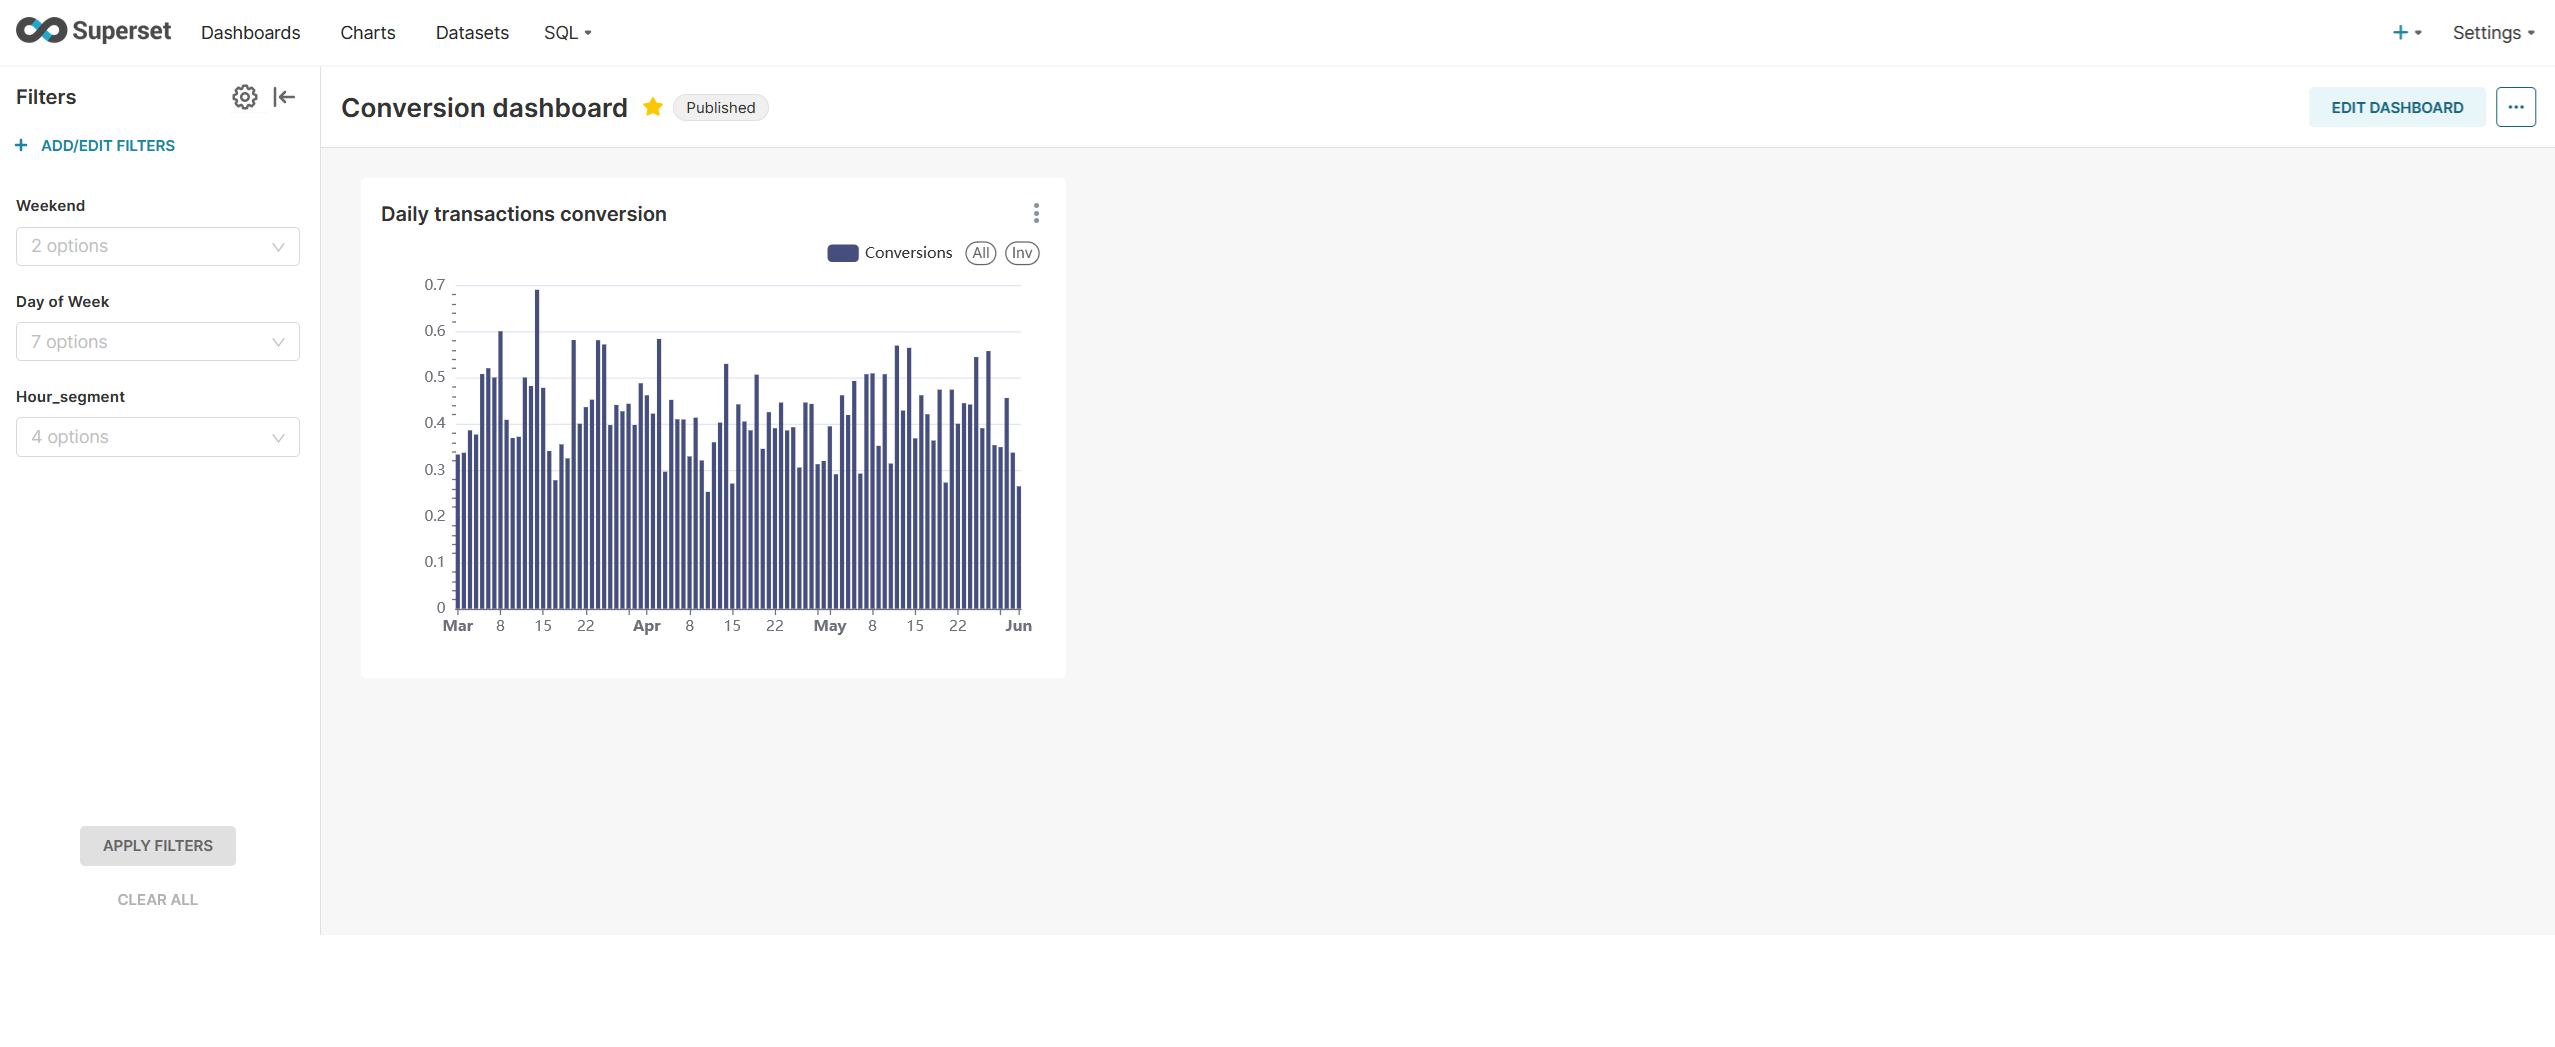 Superset Dashboards Charts Datasets SQL + Settings
Filters
+ ADD/EDIT FILTERS
Weekend
2 options
Day of Week
7 options
Hour_segment
4 options
APPLY FILTERS
CLEAR ALL
Conversion dashboard Published EDIT DASHBOARD ...
Daily transactions conversion
Conversions All Inv
0.7
0.6
0.5
0.4
0.3
0.2
0.1
0
Mar 8 15 22 Apr 8 15 22 May 8 15 22 Jun